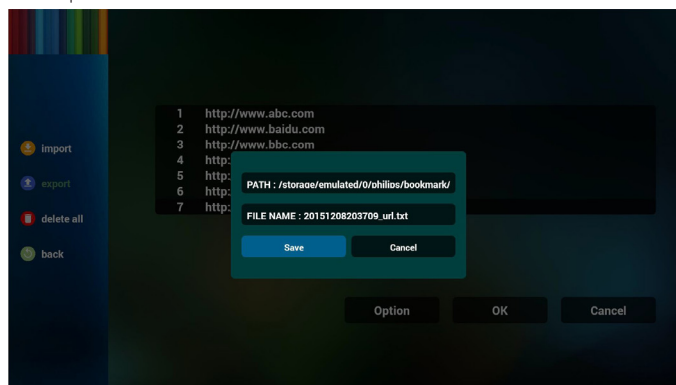 import
export
delete all
back
1 http://www.abc.com
2 http://www.baidu.com
3 http://www.bbc.com
4 http:
5 http:
6 http:
7 http:
PATH : /storage/emulated/0/philips/bookmark/
FILE NAME : 20151208203709_url.txt
Save Cancel
Option OK Cancel